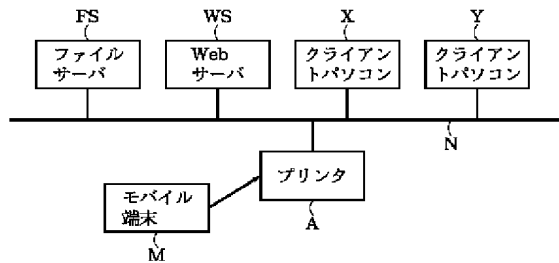 FS
WS
X
Y
ファイル
サーバ
Web
サーバ
クライアン
トパソコン
クライアン
トパソコン
N
プリンタ
A
モバイル
端末
M